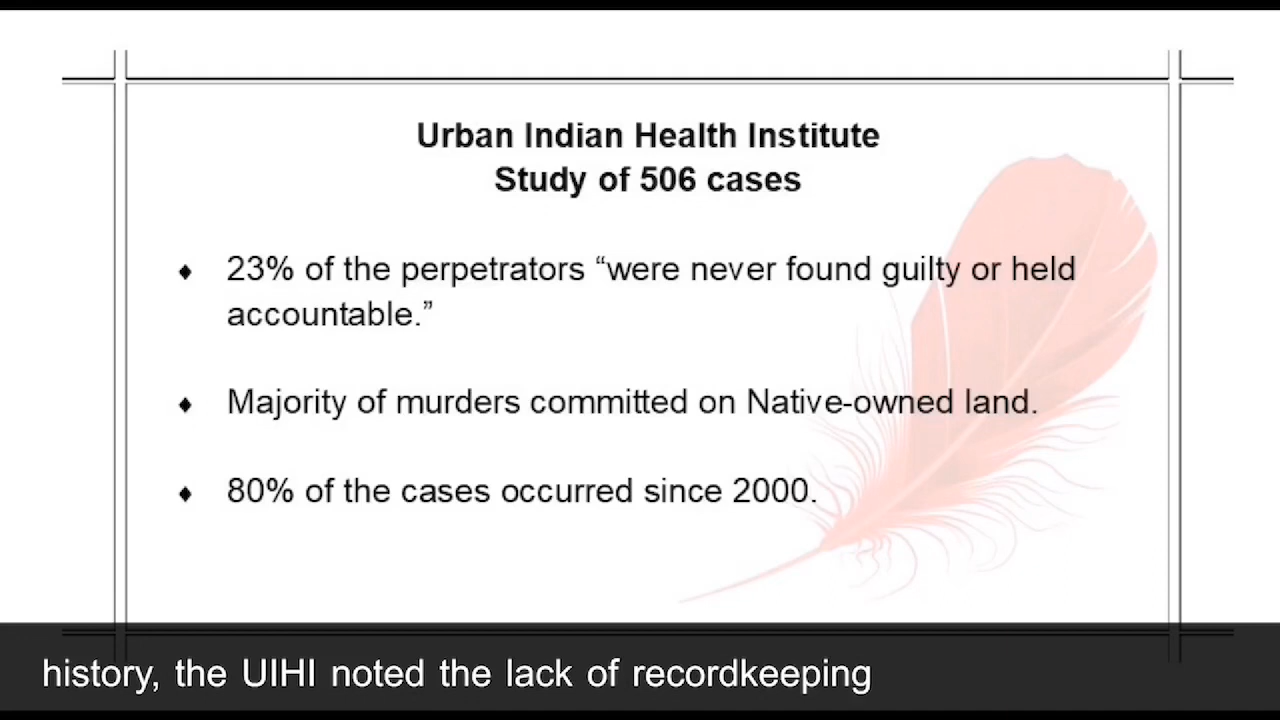 Urban Indian Health Institute
Study of 506 cases
♦ 23% of the perpetrators “were never found guilty or held
accountable.”
♦ Majority of murders committed on Native-owned land.
♦ 80% of the cases occurred since 2000.
history, the UIHI noted the lack of recordkeeping